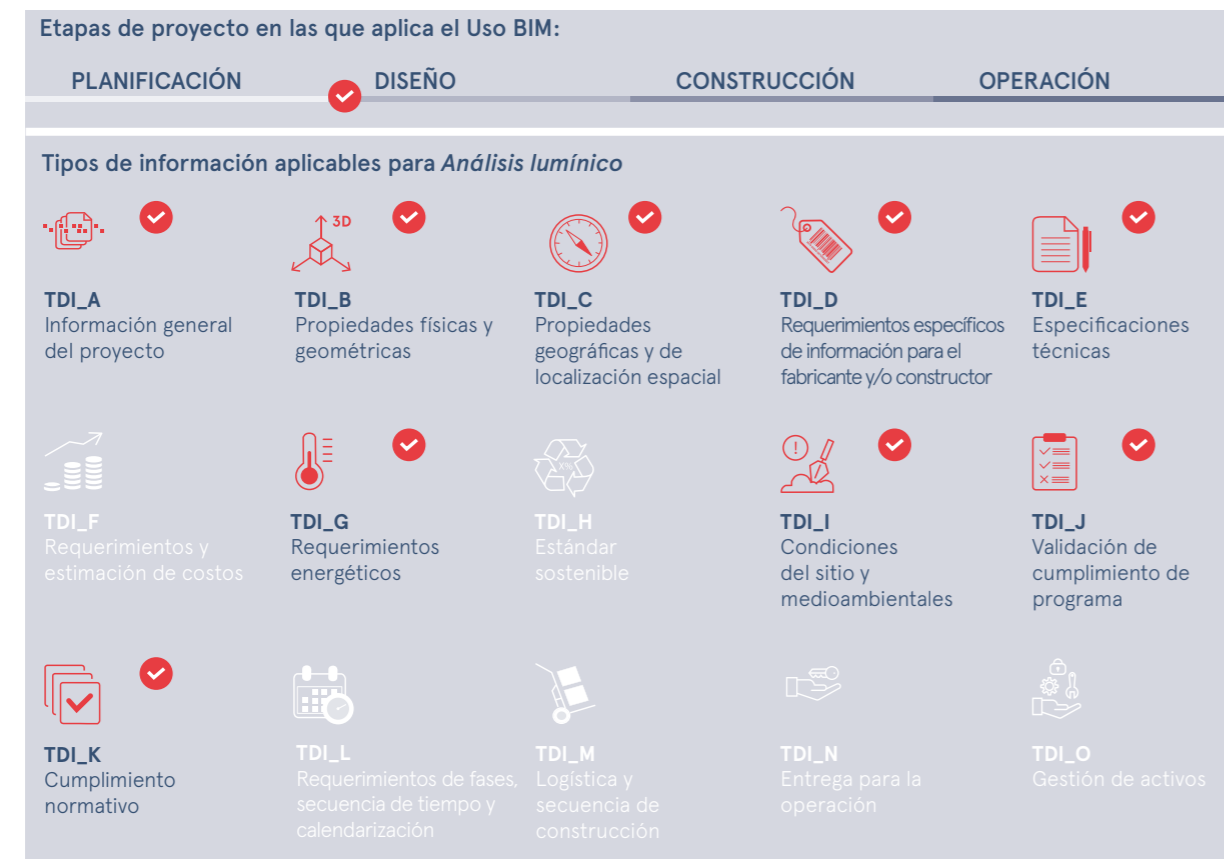 Etapas de proyecto en las que aplica el Uso BIM:
PLANIFICACIÓN DISEÑO CONSTRUCCIÓN OPERACIÓN
Tipos de información aplicables para Análisis lumínico
3D
TDI_A
Información general
del proyecto
TDI_B
Propiedades físicas y
geométricas
TDI_C
Propiedades
geográficas y de
localización espacial
TDI_D
Requerimientos específicos
de información para el
fabricante y/o constructor
TDI_E
Especificaciones
técnicas
TDI_F
Requerimientos y
estimación de costos
TDI_G
Requerimientos
energéticos
X%
TDI_H
Estándar
sostenible
TDI_I
Condiciones
del sitio y
medioambientales
TDI_J
Validación de
cumplimiento de
programa
TDI_K
Cumplimiento
normativo
TDI_L
Requerimientos de fases,
secuencia de tiempo y
calendarización
TDI_M
Logística y
secuencia de
construcción
TDI_N
Entrega para la
operación
TDI_O
Gestión de activos